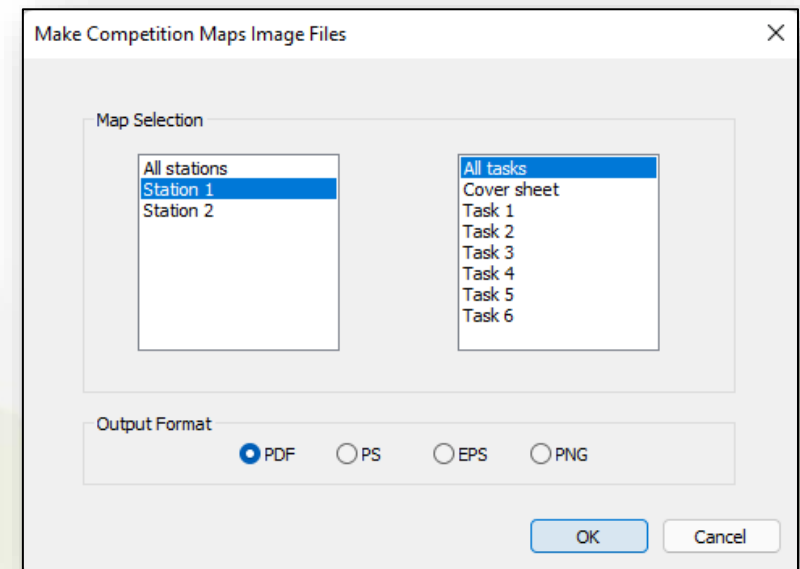 Make Competition Maps Image Files
Map Selection
All stations
Station 1
Station 2
All tasks
Cover sheet
Task 1
Task 2
Task 3
Task 4
Task 5
Task 6
Output Format
PDF PS EPS PNG
OK Cancel